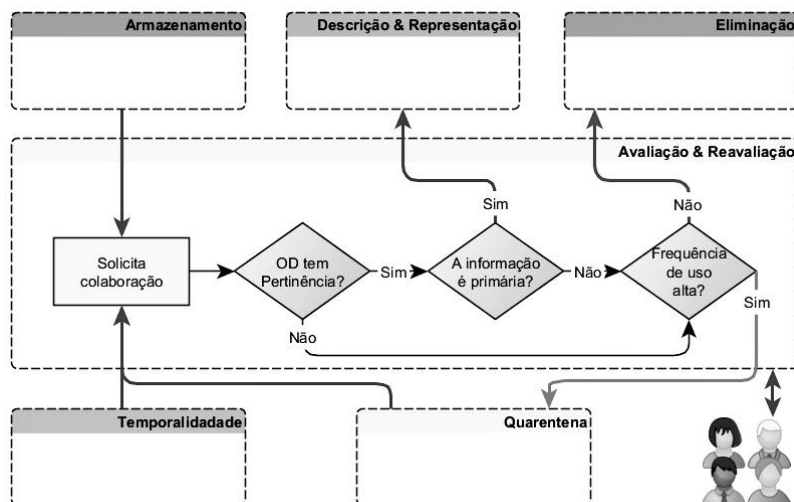 Armazenamento
Descrição & Representação
Eliminação
Avaliação & Reavaliação
Sim
Não
Solicita
colaboração
OD tem
Pertinência?
Sim
A informação
é primária?
Não
Frequência
de uso
alta?
Sim
Não
Temporalidadade
Quarentena